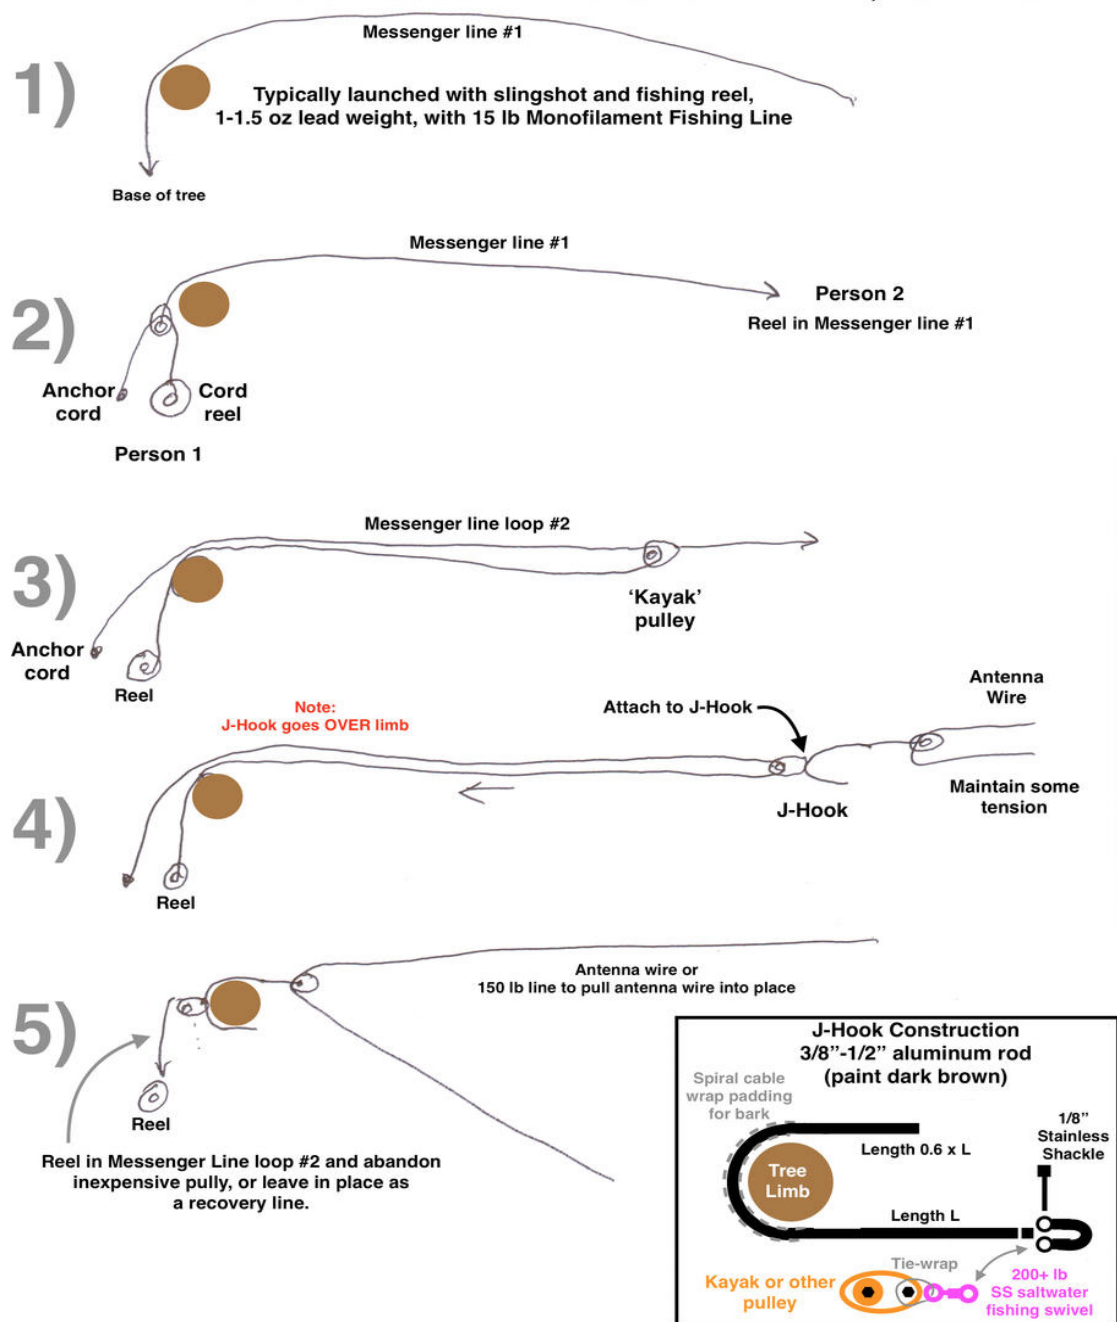 1)
Messenger line #1
Typically launched with slingshot and fishing reel,
1-1.5 oz lead weight, with 15 lb Monofilament Fishing Line
Base of tree
2)
Messenger line #1
Person 2
Reel in Messenger line #1
Anchor
cord
Cord
reel
Person 1
3)
Messenger line loop #2
'Kayak'
pulley
Anchor
cord
Reel
4)
Note:
J-Hook goes OVER limb
Attach to J-Hook
Antenna
Wire
J-Hook
Maintain some
tension
Reel
5)
Antenna wire or
150 lb line to pull antenna wire into place
Reel
Reel in Messenger Line loop #2 and abandon
inexpensive pully, or leave in place as
a recovery line.
J-Hook Construction
3/8"-1/2" aluminum rod
(paint dark brown)
Spiral cable
wrap padding
for bark
1/8"
Stainless
Shackle
Length 0.6 x L
Tree
Limb
Length L
Tie-wrap
Kayak or other
pulley
200+ lb
SS saltwater
fishing swivel